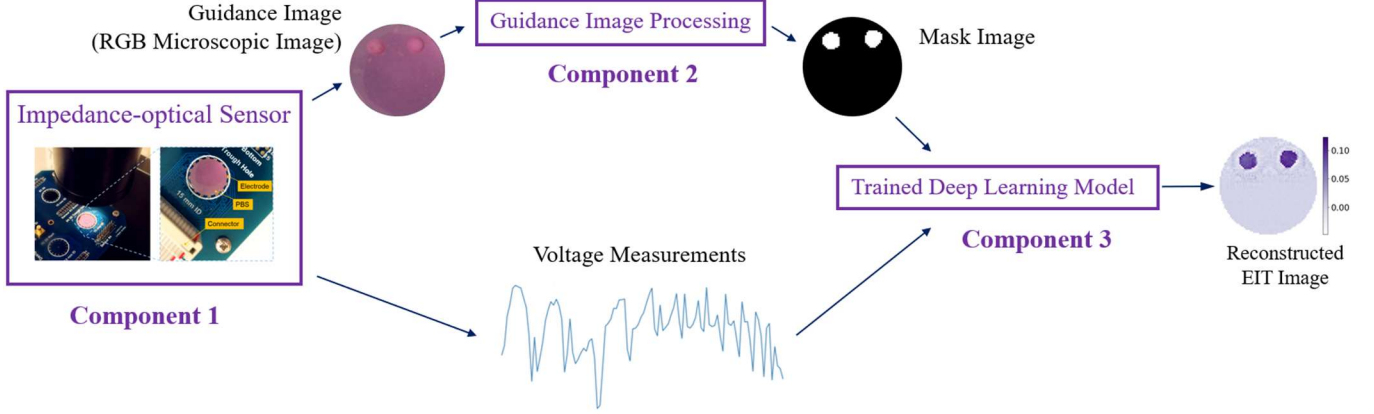 Guidance Image
(RGB Microscopic Image)
Guidance Image Processing
Component 2
Mask Image
Impedance-optical Sensor
Bottom
Trough Hole
15 mm ID
Electrode
PBS
Connector
Component 1
Voltage Measurements
Trained Deep Learning Model
Component 3
0.10
0.05
0.00
Reconstructed
EIT Image